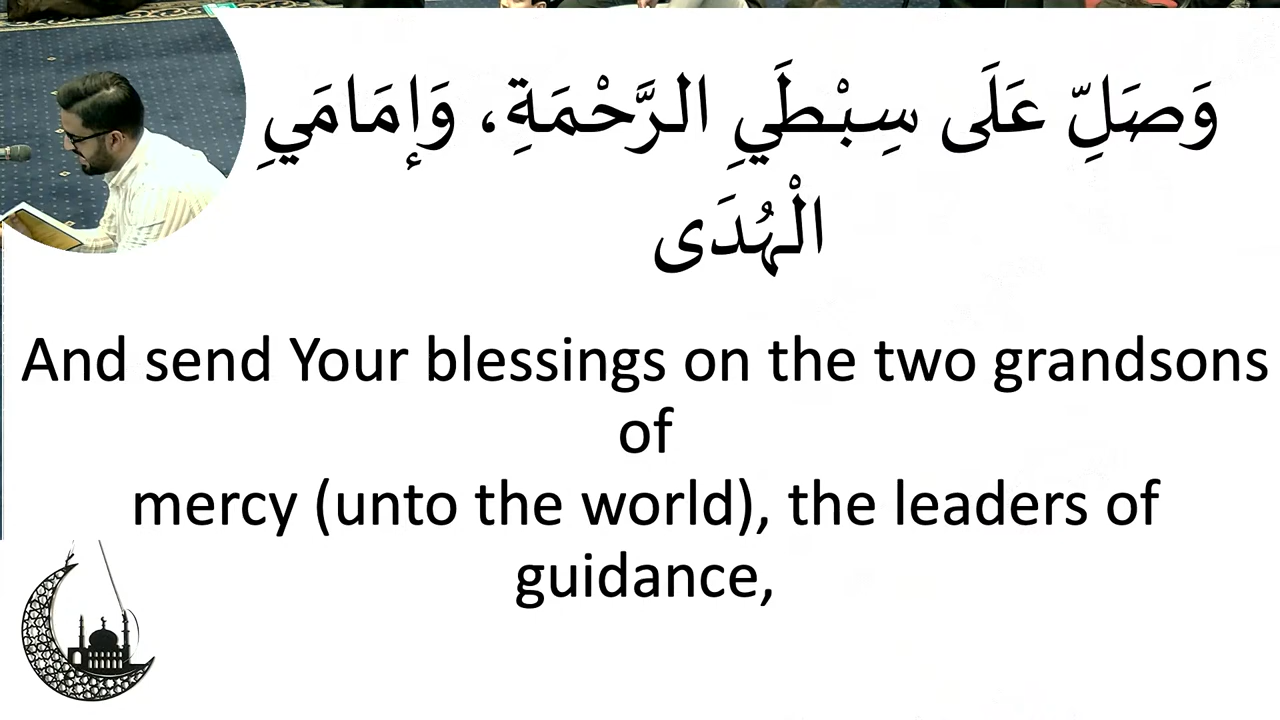 وَصَلِّ عَلَى سِبْطَيِ الرَّحْمَةِ، وَإِمَامَيِ
الْهُدَى
And send Your blessings on the two grandsons
of
mercy (unto the world), the leaders of
guidance,